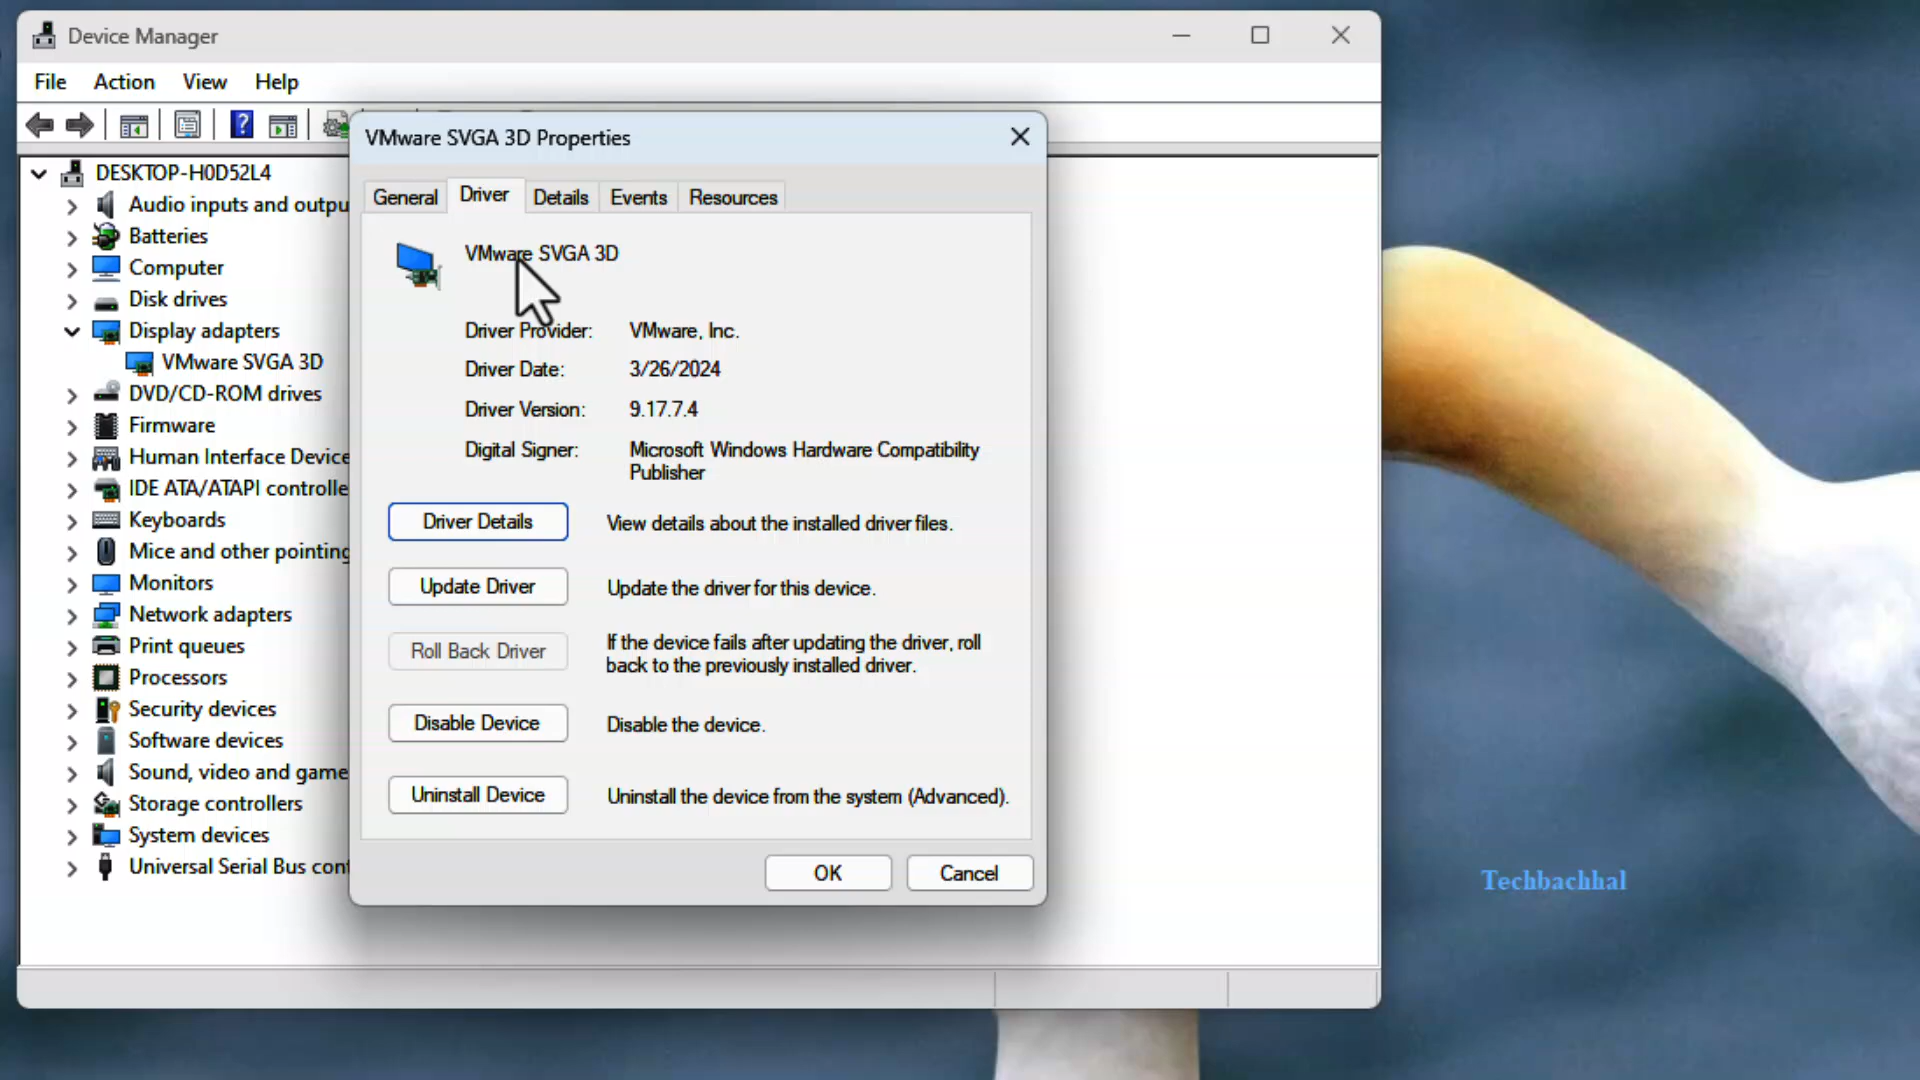 Device Manager
File Action View Help
VMware SVGA 3D Properties
DESKTOP-H0D52L4
Audio inputs and outpu
Batteries
Computer
Disk drives
Display adapters
VMware SVGA 3D
DVD/CD-ROM drives
Firmware
Human Interface Device
IDE ATA/ATAPI controlle
Keyboards
Mice and other pointing
Monitors
Network adapters
Print queues
Processors
Security devices
Software devices
Sound, video and game
Storage controllers
System devices
Universal Serial Bus cont
General Driver Details Events Resources
VMware SVGA 3D
Driver Provider: VMware, Inc.
Driver Date: 3/26/2024
Driver Version: 9.17.7.4
Digital Signer: Microsoft Windows Hardware Compatibility
Publisher
Driver Details View details about the installed driver files.
Update Driver Update the driver for this device.
Roll Back Driver If the device fails after updating the driver, roll
back to the previously installed driver.
Disable Device Disable the device.
Uninstall Device Uninstall the device from the system (Advanced).
OK Cancel
Techbachhal